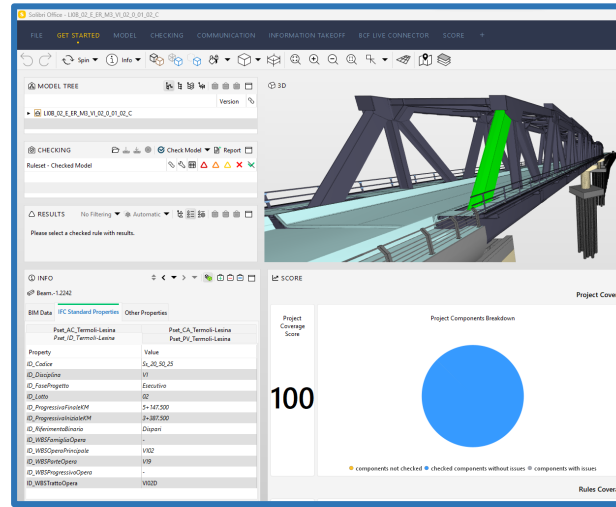 Solibri Office - LI0B_02_E_ER_M3_VI_02_0_01_02_C
FILE GET STARTED MODEL CHECKING COMMUNICATION INFORMATION TAKEOFF BCF LIVE CONNECTOR SCORE +
Spin Info
MODEL TREE
Version
LI0B_02_E_ER_M3_VI_02_0_01_02_C
3D
CHECKING Check Model Report
Ruleset - Checked Model
RESULTS No Filtering Automatic
Please select a checked rule with results.
INFO
Beam.-1.2242
BIM Data IFC Standard Properties Other Properties
Pset_AC_Termoli-Lesina Pset_CA_Termoli-Lesina
Pset_ID_Termoli-Lesina Pset_PV_Termoli-Lesina
Property Value
ID_Codice Ss_20_50_25
ID_Disciplina VI
ID_FaseProgetto Esecutivo
ID_Lotto 02
ID_ProgressivaFinaleKM 5+147,500
ID_ProgressivaInizialeKM 3+387,500
ID_RiferimentoBinario Dispari
ID_WBSFamigliaOpera -
ID_WBSOperaPrincipale VI02
ID_WBSParteOpera V19
ID_WBSProgressivoOpera -
ID_WBSTrattoOpera VI02D
SCORE
Project Cover
Project
Coverage
Score
100
Project Components Breakdown
components not checked checked components without issues components with issues
Rules Covera